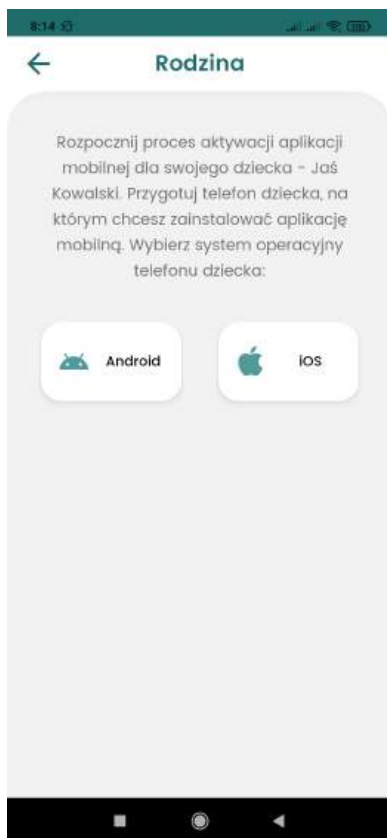 8:14
Rodzina
Rozpocznij proces aktywacji aplikacji
mobilnej dla swojego dziecka - Jaś
Kowalski. Przygotuj telefon dziecka, na
którym chcesz zainstalować aplikację
mobilną. Wybierz system operacyjny
telefonu dziecka:
Android
iOS